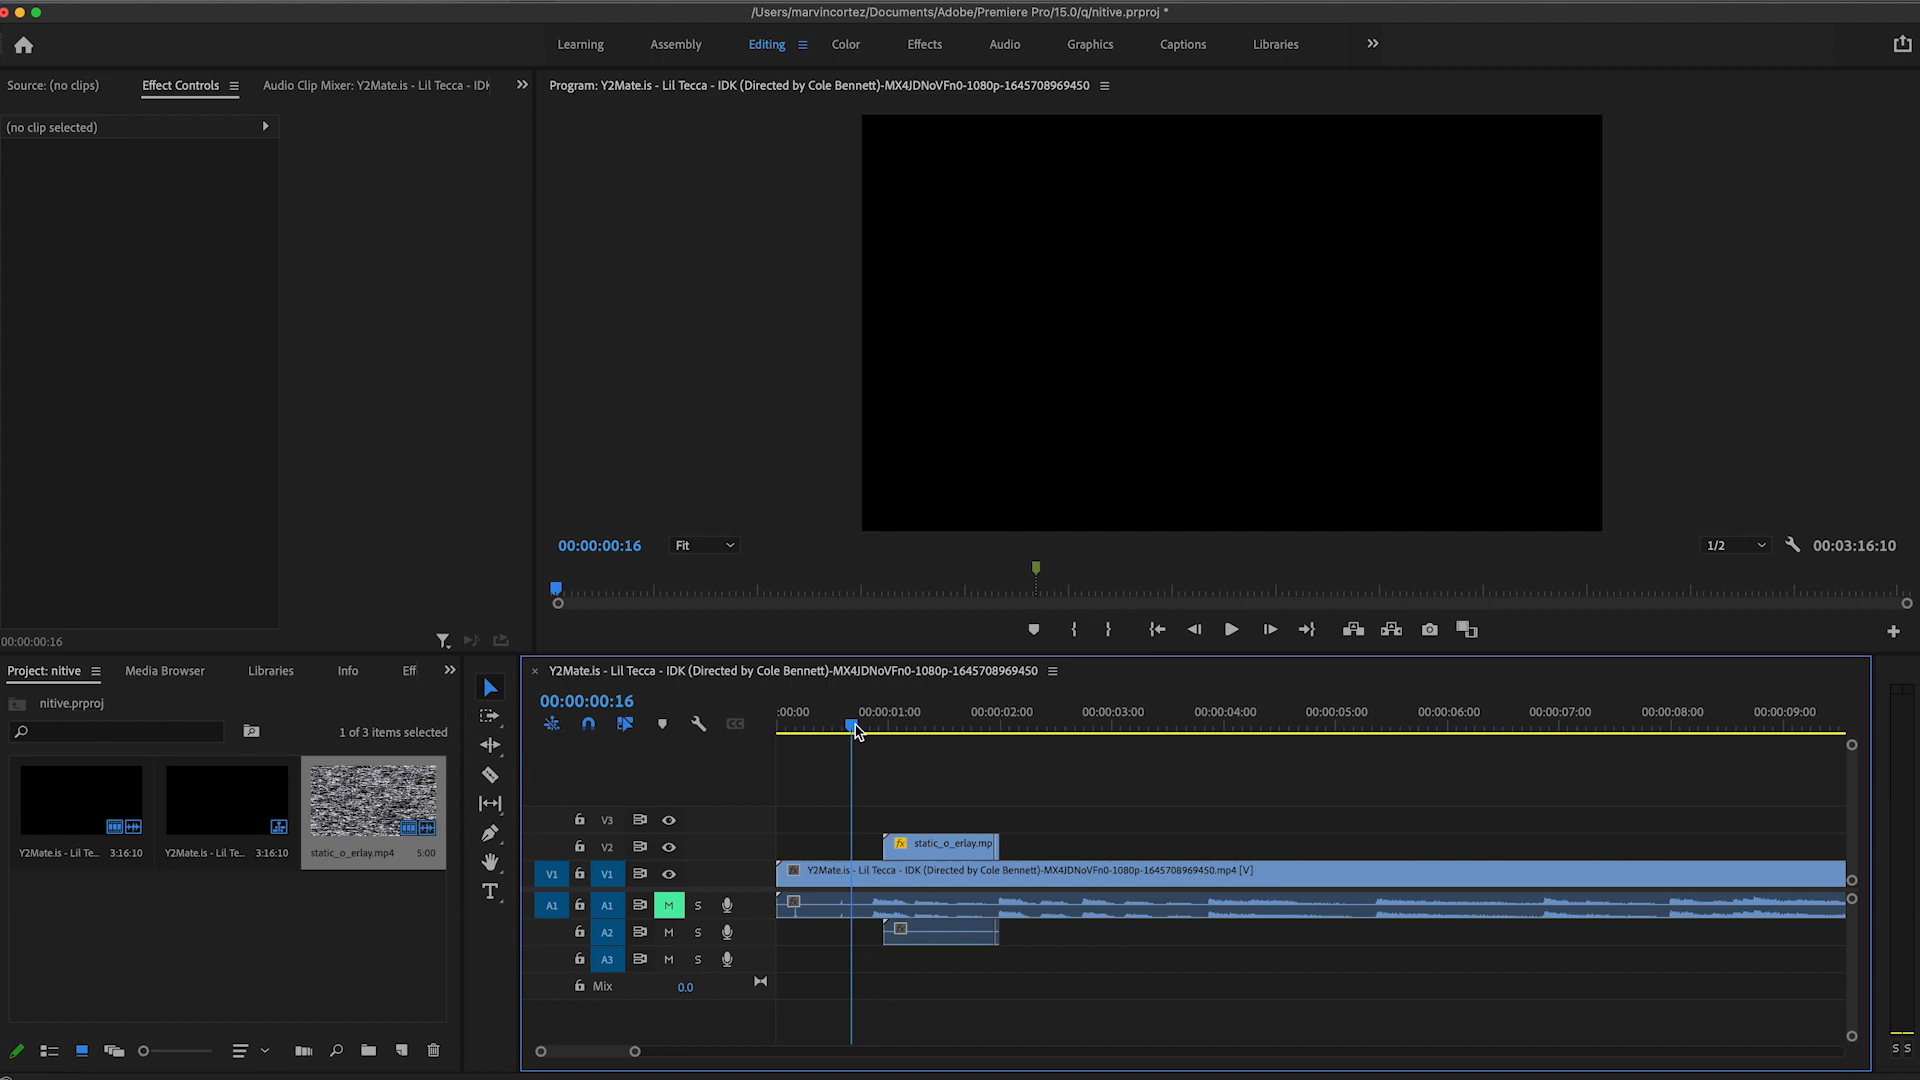 /Users/marvincortez/Documents/Adobe/Premiere Pro/15.0/q/nitive.prproj *
Learning Assembly Editing Color Effects Audio Graphics Captions Libraries
Source: (no clips) Effect Controls Audio Clip Mixer: Y2Mate.is - Lil Tecca - IDK
Program: Y2Mate.is - Lil Tecca - IDK (Directed by Cole Bennett)-MX4JDNoVFn0-1080p-1645708969450
(no clip selected)
00:00:00:16 Fit 1/2 00:03:16:10
00:00:00:16
Project: nitive Media Browser Libraries Info Eff
Y2Mate.is - Lil Tecca - IDK (Directed by Cole Bennett)-MX4JDNoVFn0-1080p-1645708969450
nitive.prproj
00:00:00:16
1 of 3 items selected
:00:00 00:00:01:00 00:00:02:00 00:00:03:00 00:00:04:00 00:00:05:00 00:00:06:00 00:00:07:00 00:00:08:00 00:00:09:00
CC
V3
V2 fx static_o_erlay.mp
Y2Mate.is - Lil Te... 3:16:10 Y2Mate.is - Lil Te... 3:16:10 static_o_erlay.mp4 5:00
V1 V1 fx Y2Mate.is - Lil Tecca - IDK (Directed by Cole Bennett)-MX4JDNoVFn0-1080p-1645708969450.mp4 [V]
A1 A1 M S fx
A2 M S fx
A3 M S
Mix 0.0
T
S S